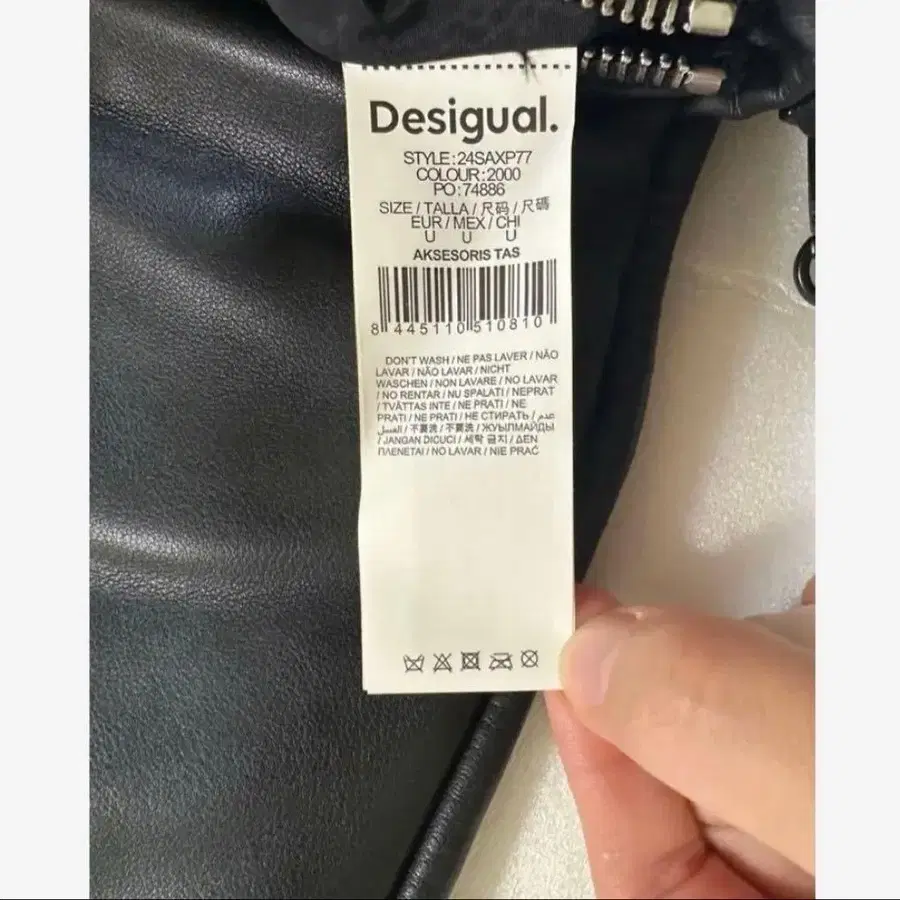 Desigual.
STYLE:24SAXP77
COLOUR:2000
PO:74886
SIZE / TALLA / 尺码 / 尺碼
EUR / MEX / CHI
U U U
AKSESORIS TAS
8 445110 510810
DON'T WASH / NE PAS LAVER / NÃO
LAVAR / NÃO LAVAR / NICHT
WASCHEN / NON LAVARE / NO LAVAR
/ NO RENTAR / NU SPALATI / NEPRAT
/ TVÄTTAS INTE / NE PRATI / NE
PRATI / NE PRATI / НЕ СТИРАТЬ / عدم
الغسل / 不要洗 / 不要洗 / ЖУЫЛМАЙДЫ
/ JANGAN DICUCI / 세탁 금지 / ΔΕΝ
ΠΛΕΝΕΤΑΙ / NO LAVAR / NIE PRAĆ